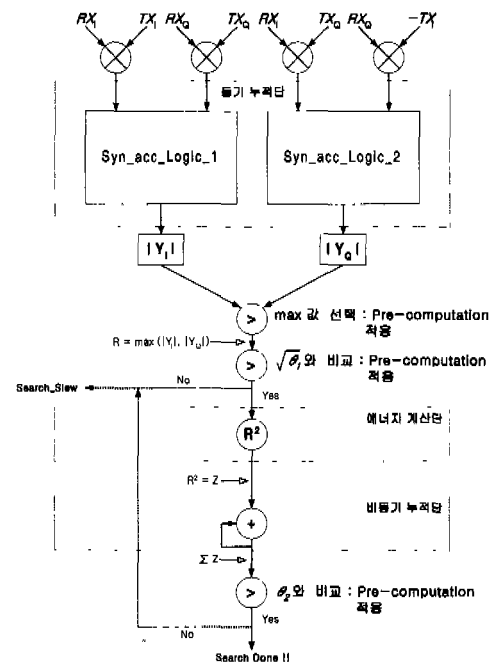 RX_I TX_I RX_Q TX_Q RX_I TX_Q RX_Q -TX_I
동기 누적단
Syn_acc_Logic_1 Syn_acc_Logic_2
|Y_I| |Y_Q|
> max 값 선택 : Pre-computation
적용
R = max (|Y_I|, |Y_Q|)
> √θ_1와 비교 : Pre-computation
적용
Search_Slew No
Yes
에너지 계산단
R²
R² = Z
비동기 누적단
+
Σ Z
> θ_2와 비교 : Pre-computation
적용
No Yes
Search Done !!